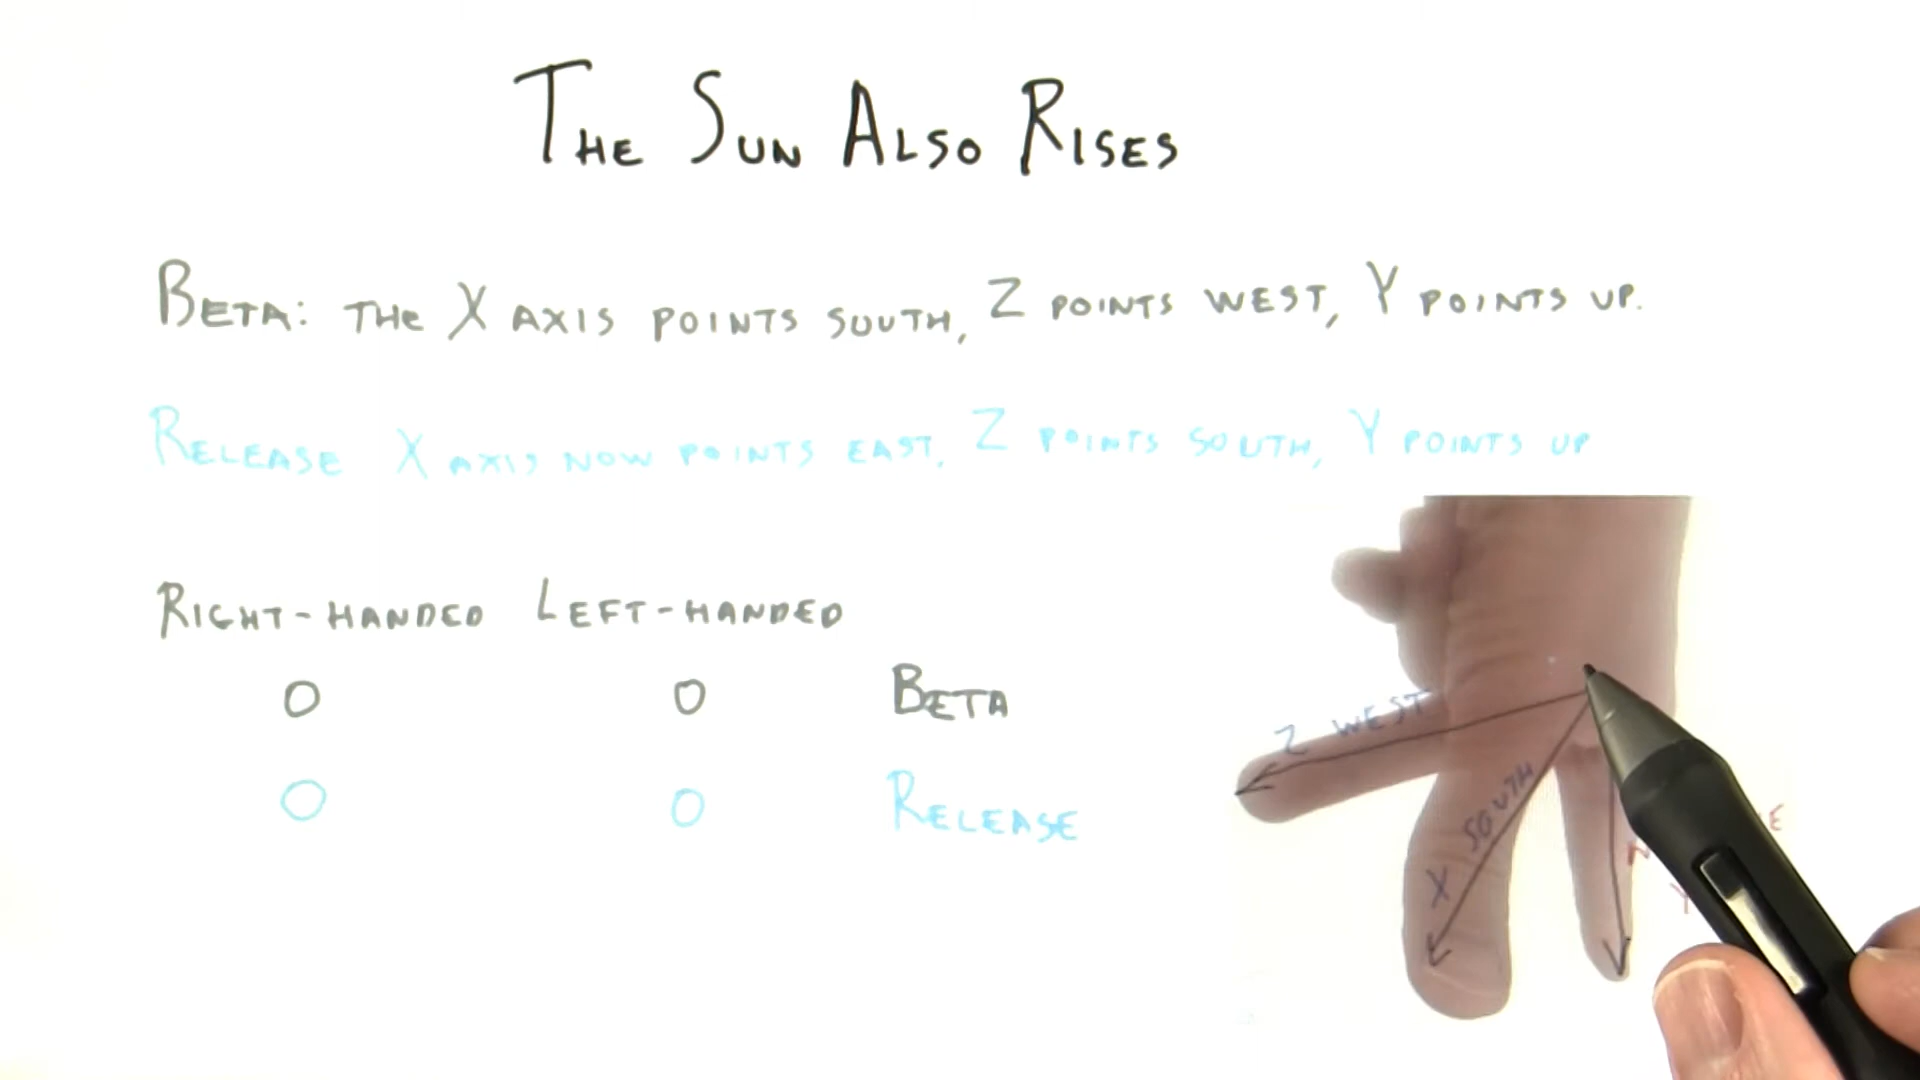 THE SUN ALSO RISES
BETA: THE X AXIS POINTS SOUTH, Z POINTS WEST, Y POINTS UP.
RELEASE X AXIS NOW POINTS EAST, Z POINTS SOUTH, Y POINTS UP
RIGHT-HANDED LEFT-HANDED
BETA
RELEASE
Z WEST
X SOUTH